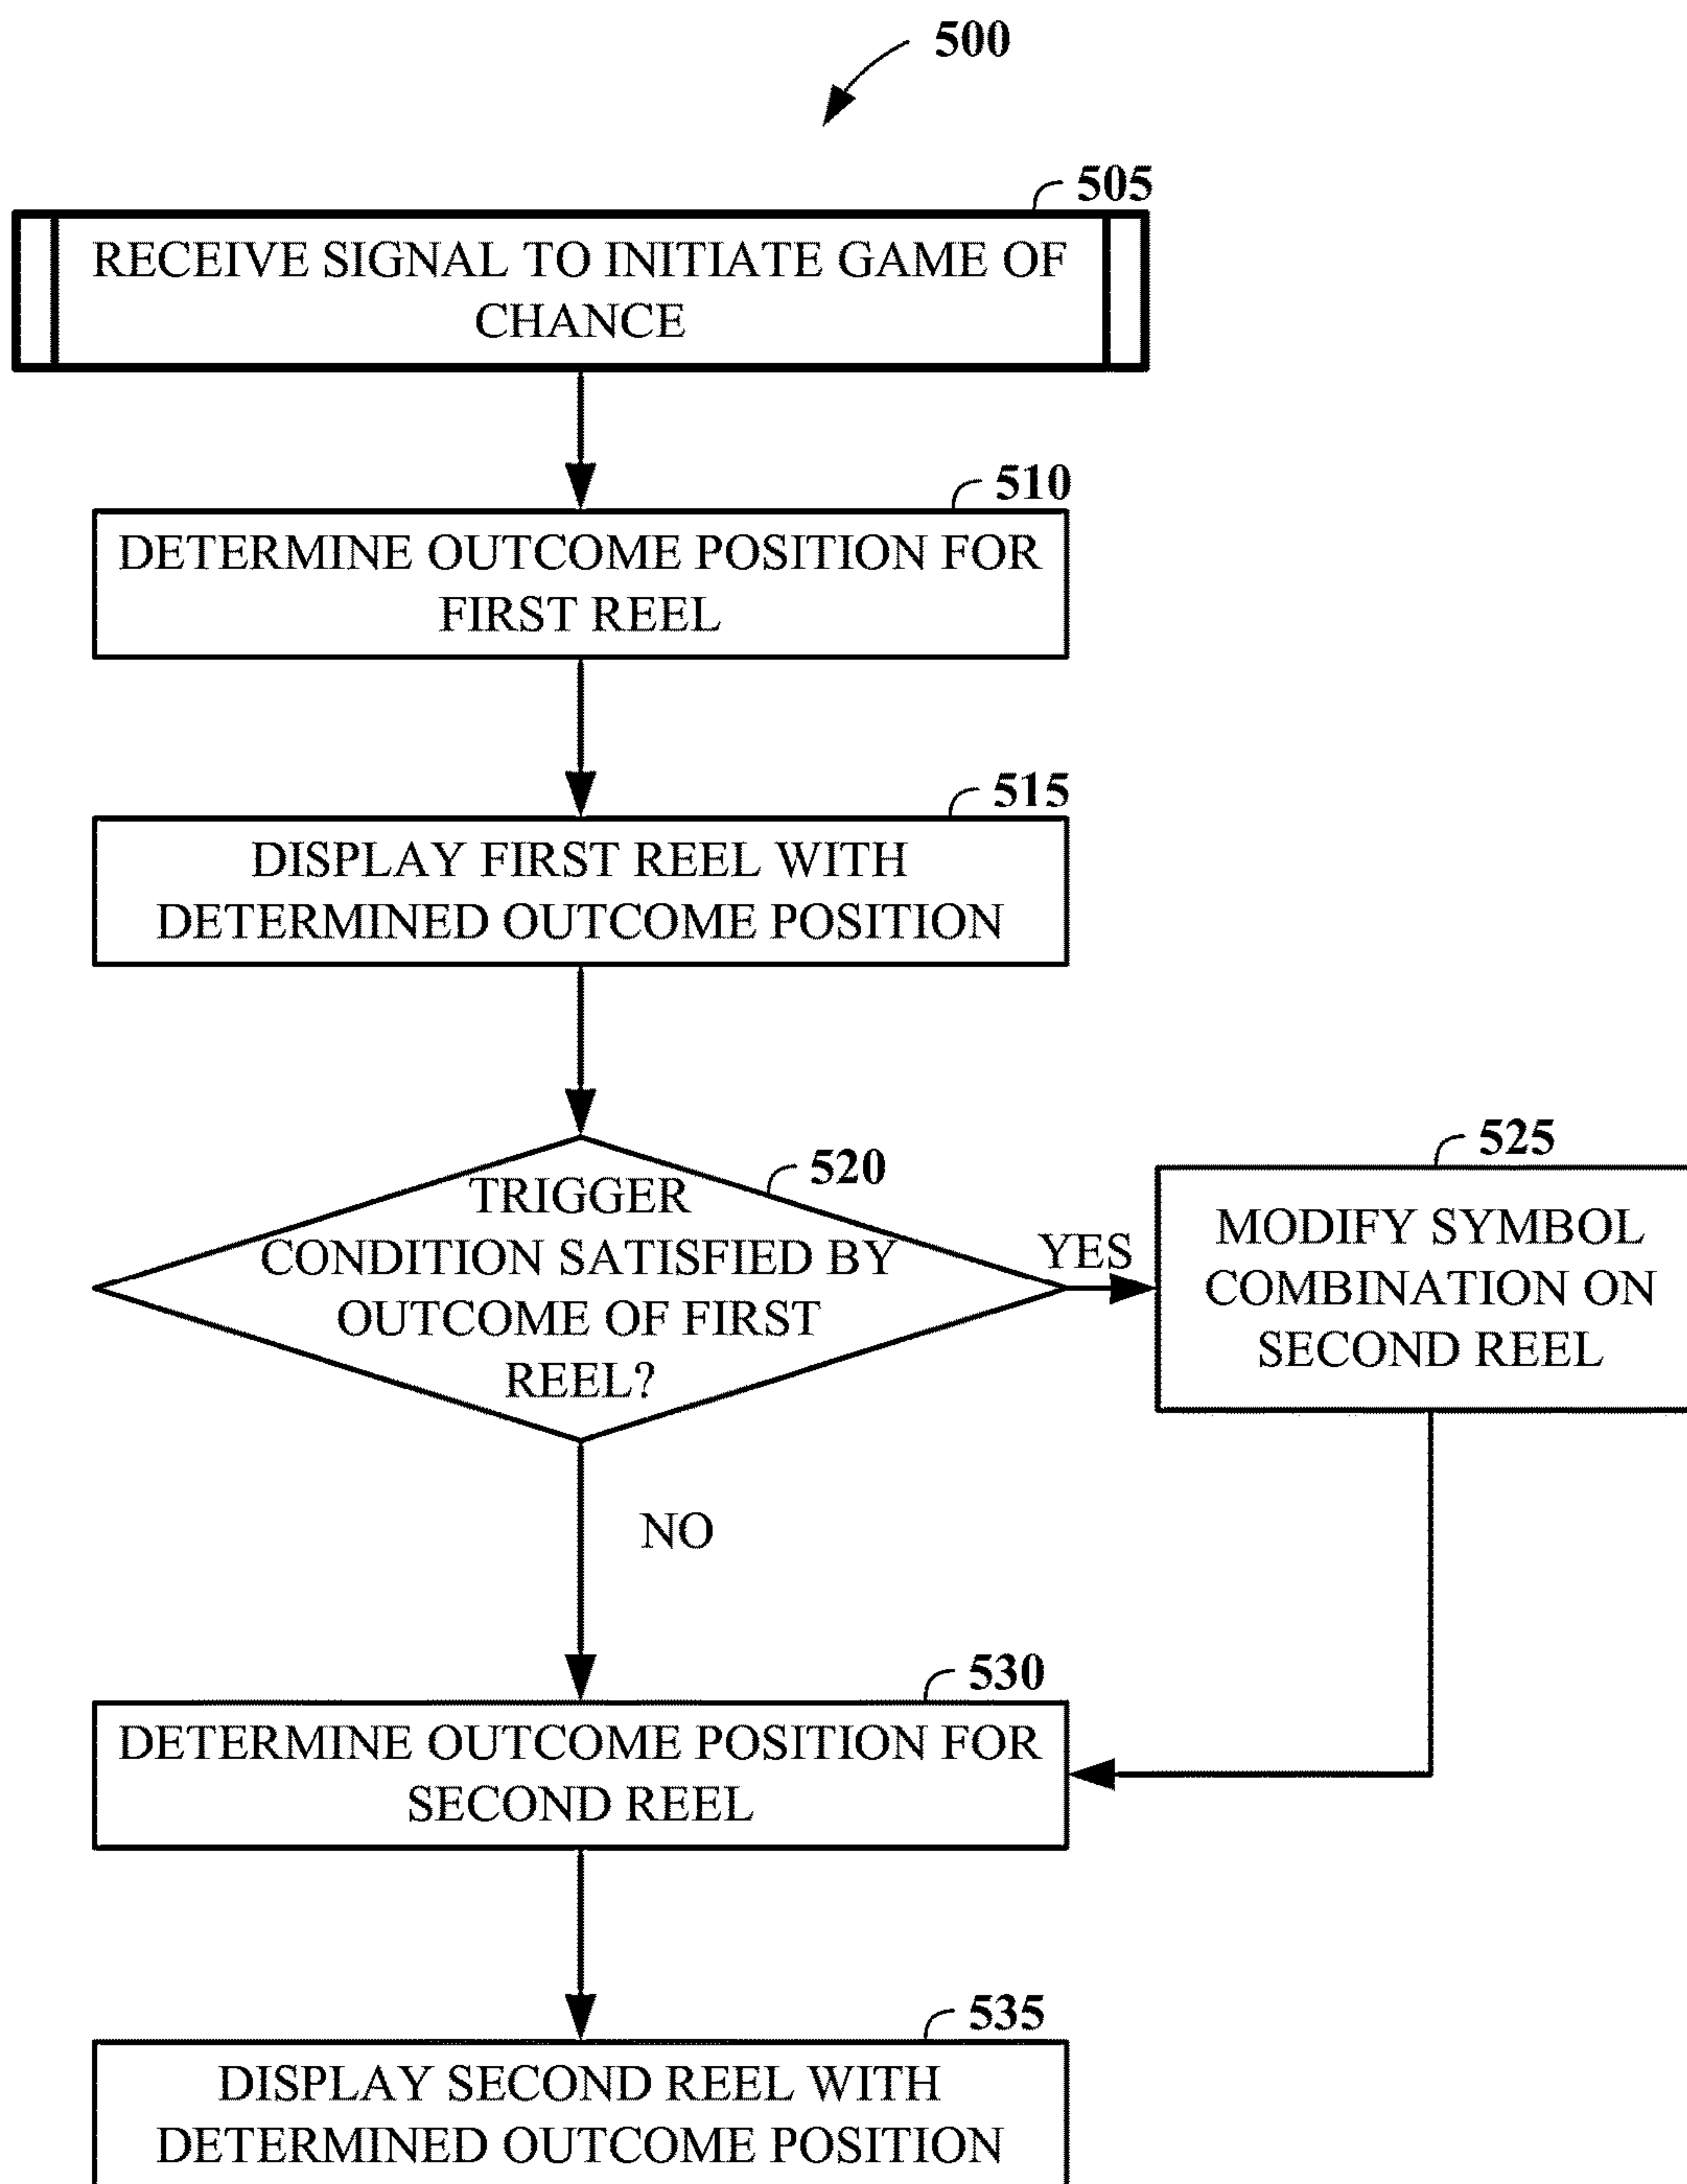 500
505
RECEIVE SIGNAL TO INITIATE GAME OF
CHANCE
510
DETERMINE OUTCOME POSITION FOR
FIRST REEL
515
DISPLAY FIRST REEL WITH
DETERMINED OUTCOME POSITION
520
TRIGGER
CONDITION SATISFIED BY
OUTCOME OF FIRST
REEL?
YES
525
MODIFY SYMBOL
COMBINATION ON
SECOND REEL
NO
530
DETERMINE OUTCOME POSITION FOR
SECOND REEL
535
DISPLAY SECOND REEL WITH
DETERMINED OUTCOME POSITION